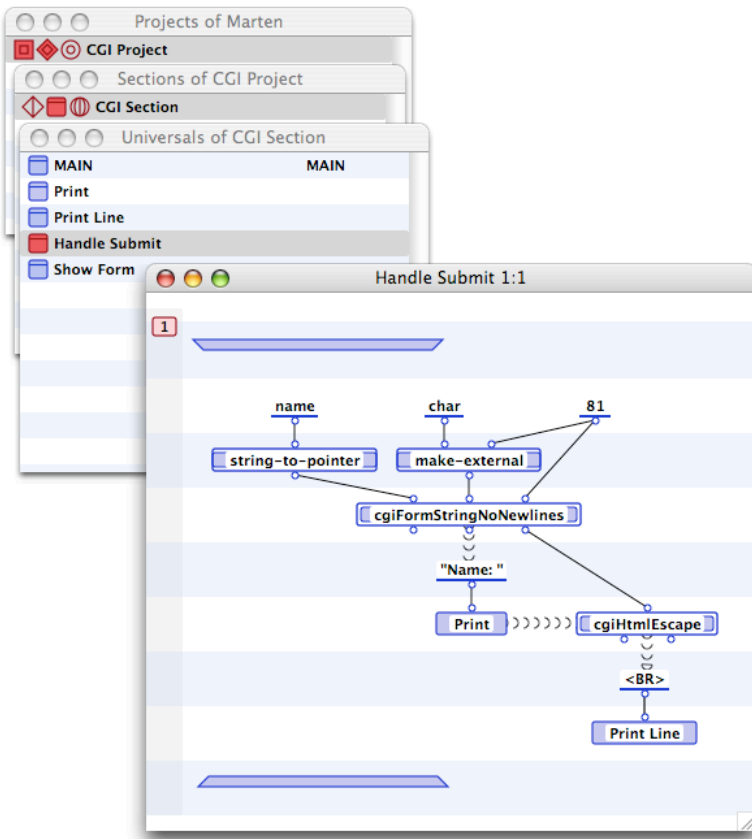 Projects of Marten
CGI Project
Sections of CGI Project
CGI Section
Universals of CGI Section
MAIN MAIN
Print
Print Line
Handle Submit
Show Form
Handle Submit 1:1
1
name char 81
string-to-pointer make-external
cgiFormStringNoNewlines
"Name: "
Print cgiHtmlEscape
<BR>
Print Line